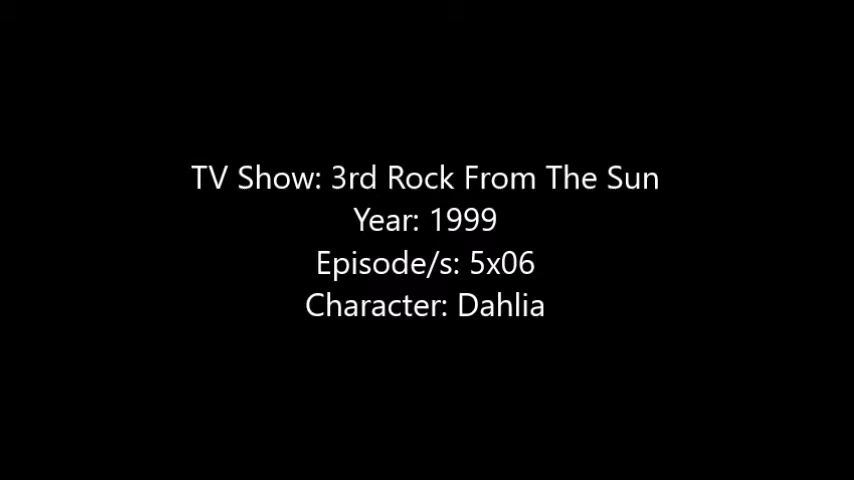 TV Show: 3rd Rock From The Sun
Year: 1999
Episode/s: 5x06
Character: Dahlia